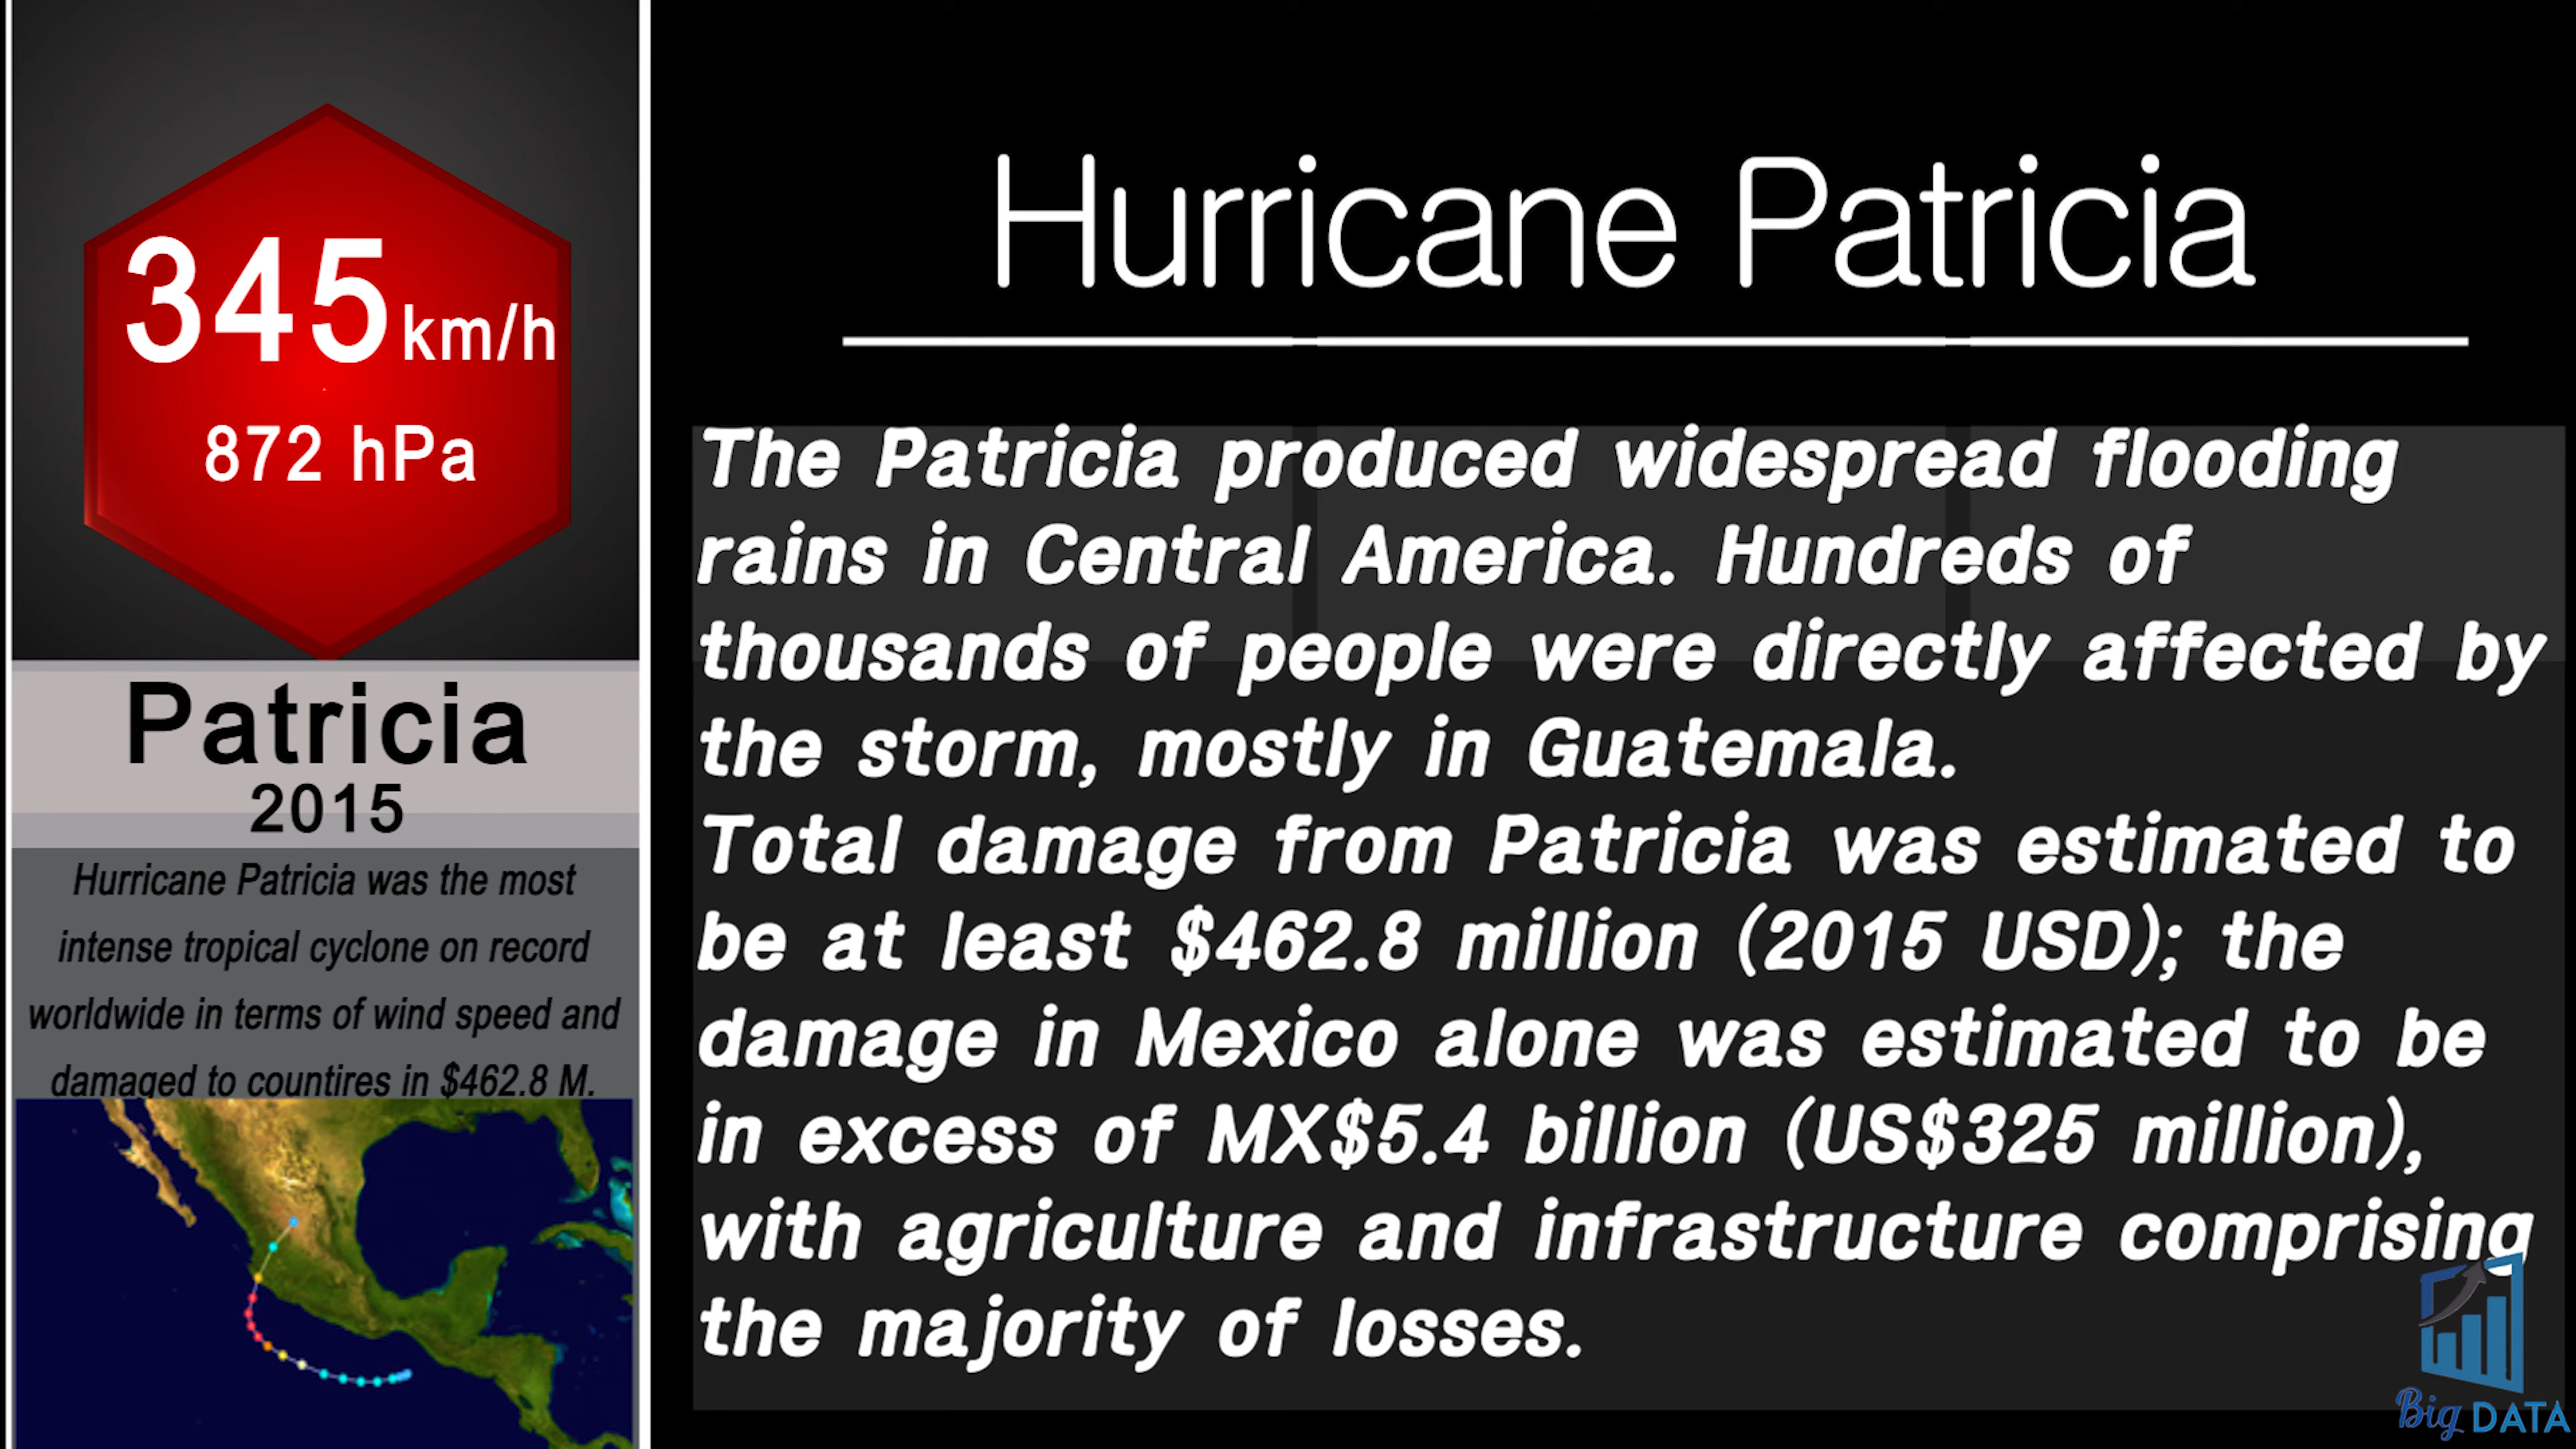 345 km/h
872 hPa
Patricia
2015
Hurricane Patricia was the most
intense tropical cyclone on record
worldwide in terms of wind speed and
damaged to countires in $462.8 M.
Hurricane Patricia
The Patricia produced widespread flooding
rains in Central America. Hundreds of
thousands of people were directly affected by
the storm, mostly in Guatemala.
Total damage from Patricia was estimated to
be at least $462.8 million (2015 USD); the
damage in Mexico alone was estimated to be
in excess of MX$5.4 billion (US$325 million),
with agriculture and infrastructure comprising
the majority of losses.
Big DATA